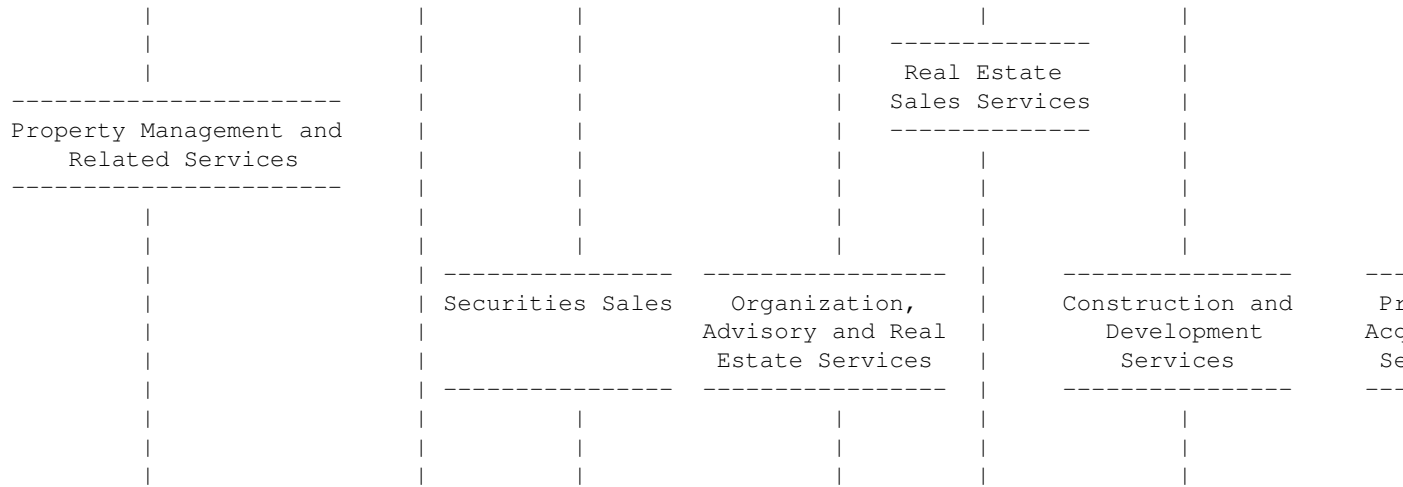 Real Estate
Sales Services
Property Management and
Related Services
Securities Sales
Organization,
Advisory and Real
Estate Services
Construction and
Development
Services